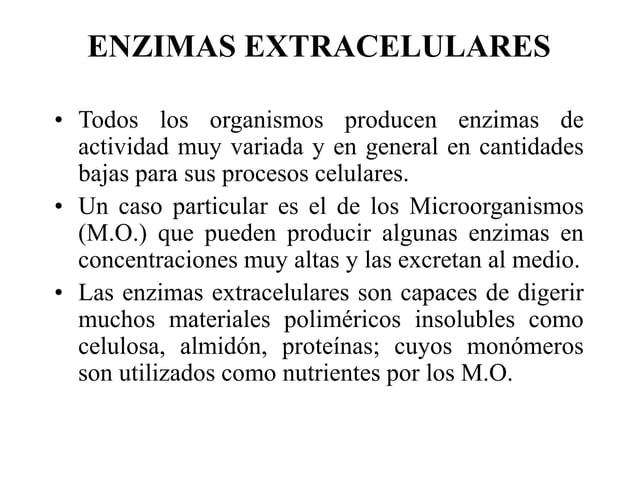 ENZIMAS EXTRACELULARES
• Todos los organismos producen enzimas de
actividad muy variada y en general en cantidades
bajas para sus procesos celulares.
• Un caso particular es el de los Microorganismos
(M.O.) que pueden producir algunas enzimas en
concentraciones muy altas y las excretan al medio.
• Las enzimas extracelulares son capaces de digerir
muchos materiales poliméricos insolubles como
celulosa, almidón, proteínas; cuyos monómeros
son utilizados como nutrientes por los M.O.